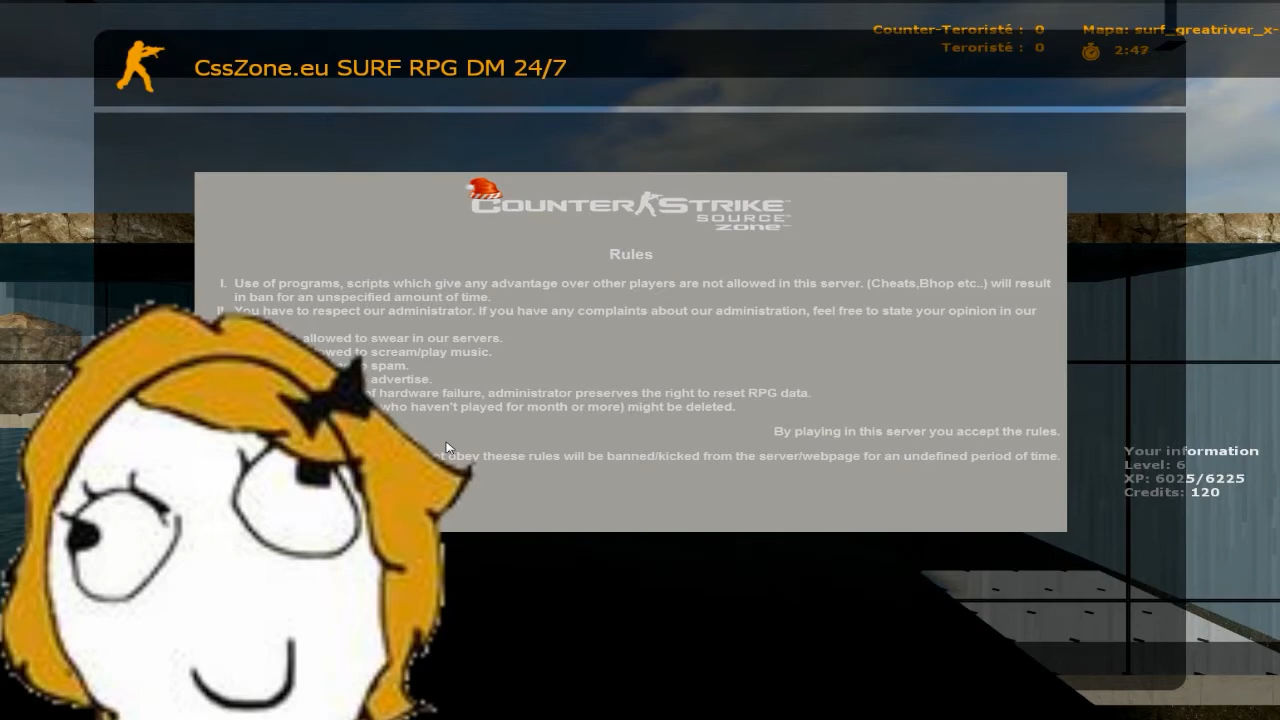 Counter-Teroristé : 0
Mapa: surf_greatriver_x-
Teroristé : 0
2:47
CssZone.eu SURF RPG DM 24/7
COUNTER STRIKE
SOURCE
ZONE
Rules
I. Use of programs, scripts which give any advantage over other players are not allowed in this server. (Cheats,Bhop etc..) will result
in ban for an unspecified amount of time.
II. You have to respect our administrator. If you have any complaints about our administration, feel free to state your opinion in our
allowed to swear in our servers.
to scream/play music.
spam.
advertise.
of hardware failure, administrator preserves the right to reset RPG data.
who haven't played for month or more) might be deleted.
By playing in this server you accept the rules.
obey theese rules will be banned/kicked from the server/webpage for an undefined period of time.
Your information
Level: 6
XP: 6025/6225
Credits: 120